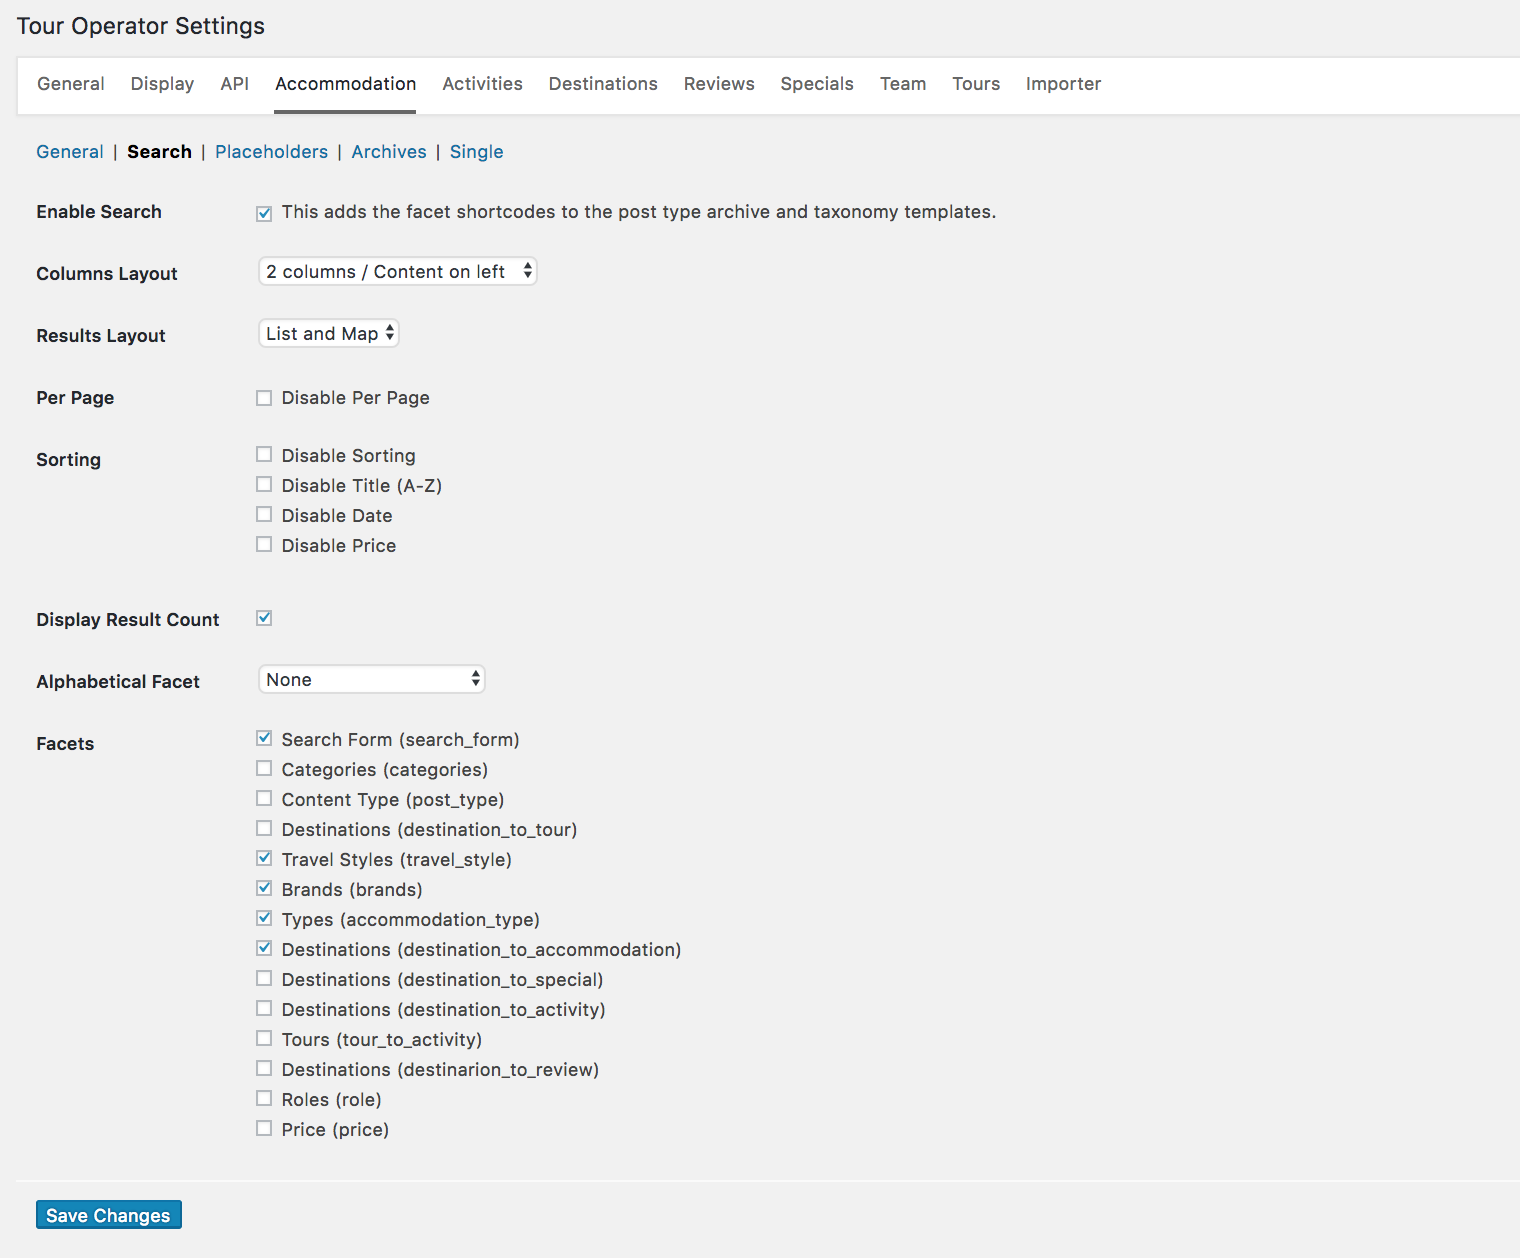 Tour Operator Settings
General Display API Accommodation Activities Destinations Reviews Specials Team Tours Importer
General | Search | Placeholders | Archives | Single
Enable Search This adds the facet shortcodes to the post type archive and taxonomy templates.
Columns Layout 2 columns / Content on left
Results Layout List and Map
Per Page Disable Per Page
Sorting Disable Sorting
Disable Title (A-Z)
Disable Date
Disable Price
Display Result Count
Alphabetical Facet None
Facets Search Form (search_form)
Categories (categories)
Content Type (post_type)
Destinations (destination_to_tour)
Travel Styles (travel_style)
Brands (brands)
Types (accommodation_type)
Destinations (destination_to_accommodation)
Destinations (destination_to_special)
Destinations (destination_to_activity)
Tours (tour_to_activity)
Destinations (destinarion_to_review)
Roles (role)
Price (price)
Save Changes